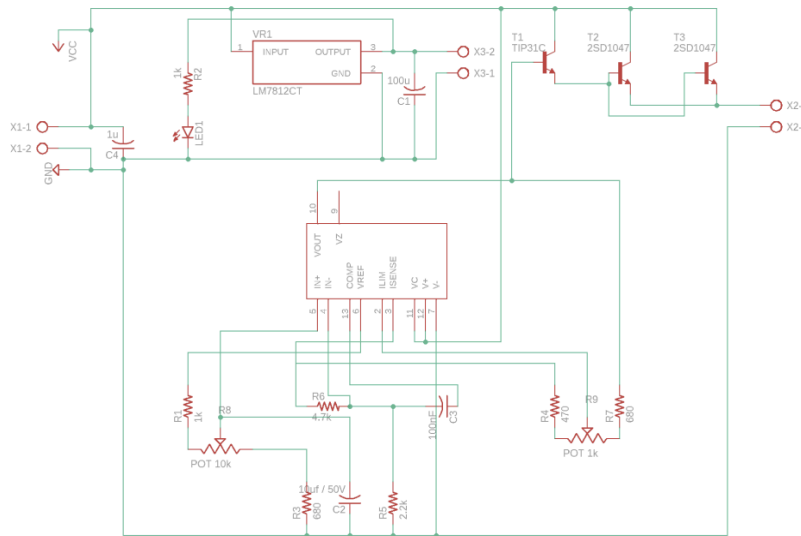 VCC
X1-1
X1-2
GND
1u
C4
1k
R2
LED1
VR1
1
INPUT
OUTPUT
3
GND
2
LM7812CT
100u
C1
X3-2
X3-1
T1
TIP31C
T2
2SD1047
T3
2SD1047
X2-
X2-
10
9
VOUT
VZ
IN+
IN-
COMP
VREF
ILIM
ISENSE
VC
V+
V-
5
4
13
6
2
3
11
12
7
R1
1k
R8
POT 10k
R6
4.7k
100nF
C3
R4
470
R9
R7
680
POT 1k
R3
680
10uf / 50V
C2
R5
2.2k